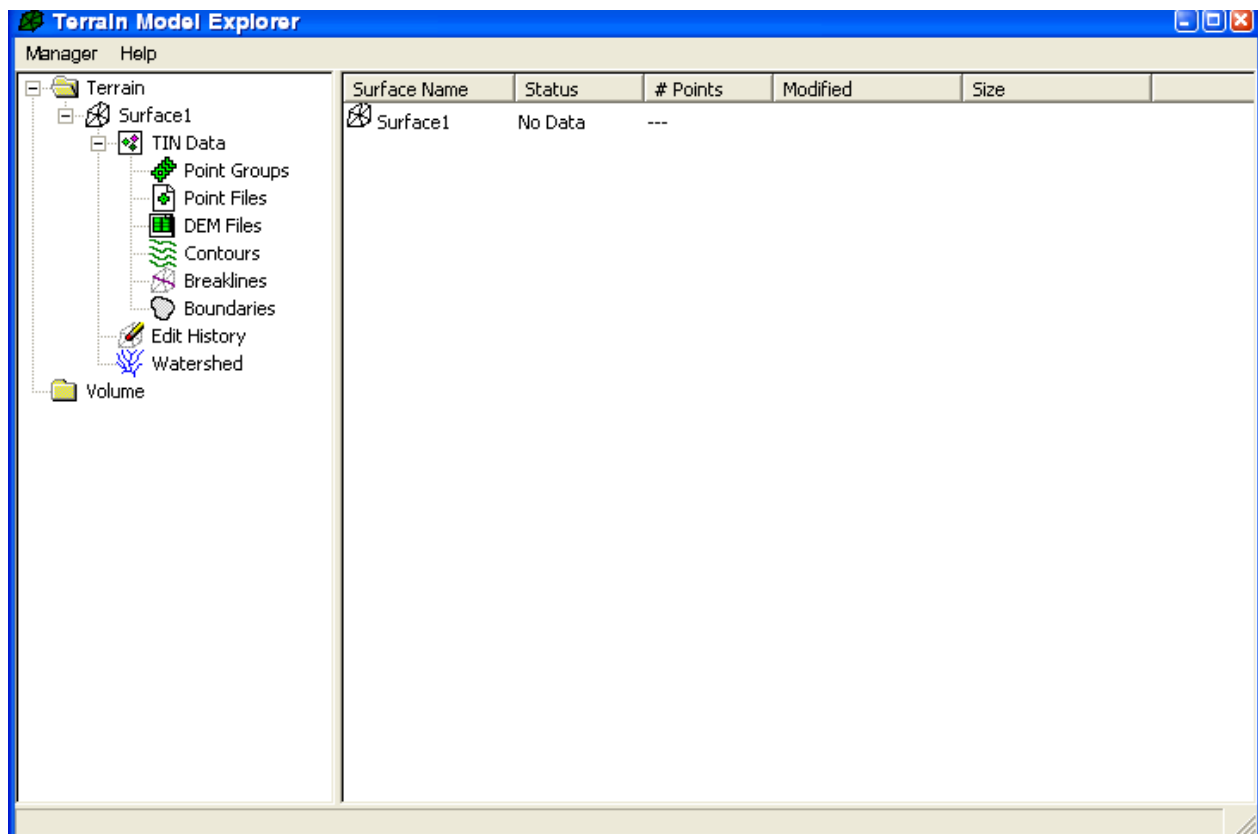 Terrain Model Explorer
Manager Help
Terrain
Surface1
TIN Data
Point Groups
Point Files
DEM Files
Contours
Breaklines
Boundaries
Edit History
Watershed
Volume
Surface Name Status # Points Modified Size
Surface1 No Data ---